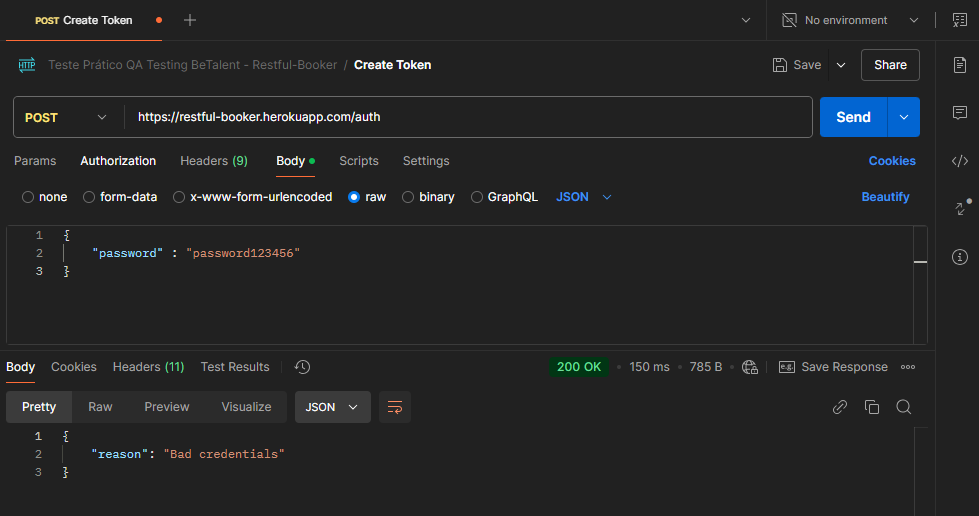 POST Create Token
No environment
HTTP Teste Prático QA Testing BeTalent - Restful-Booker / Create Token
Save
Share
POST
https://restful-booker.herokuapp.com/auth
Send
Params Authorization Headers (9) Body Scripts Settings
Cookies
none form-data x-www-form-urlencoded raw binary GraphQL JSON
Beautify
1 {
2 "password" : "password123456"
3 }
Body Cookies Headers (11) Test Results
200 OK • 150 ms • 785 B •
e.g. Save Response
Pretty Raw Preview Visualize JSON
1 {
2 "reason": "Bad credentials"
3 }